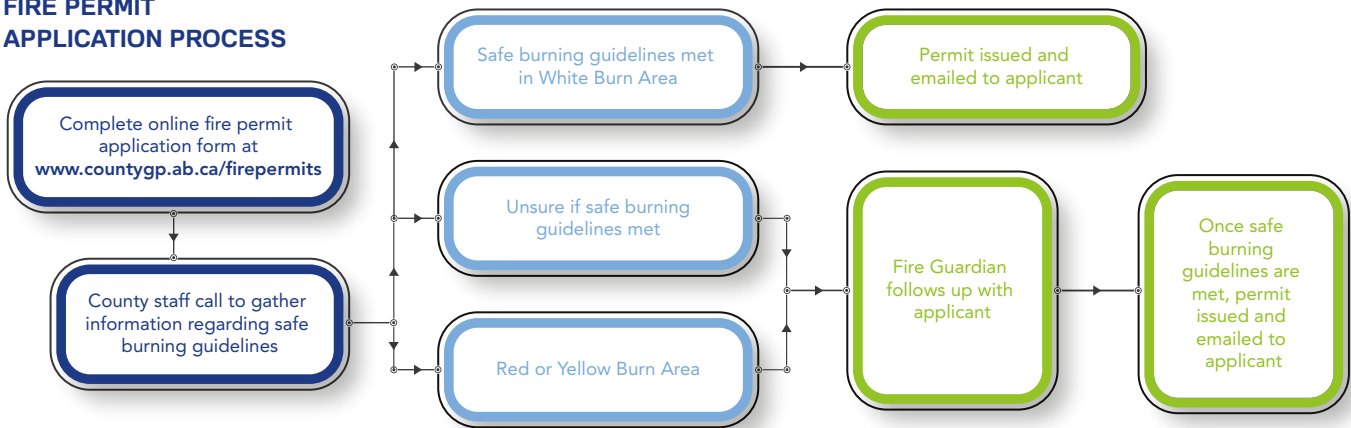 FIRE PERMIT
APPLICATION PROCESS
Complete online fire permit
application form at
www.countygp.ab.ca/firepermits
County staff call to gather
information regarding safe
burning guidelines
Safe burning guidelines met
in White Burn Area
Unsure if safe burning
guidelines met
Red or Yellow Burn Area
Permit issued and
emailed to applicant
Fire Guardian
follows up with
applicant
Once safe
burning
guidelines are
met, permit
issued and
emailed to
applicant